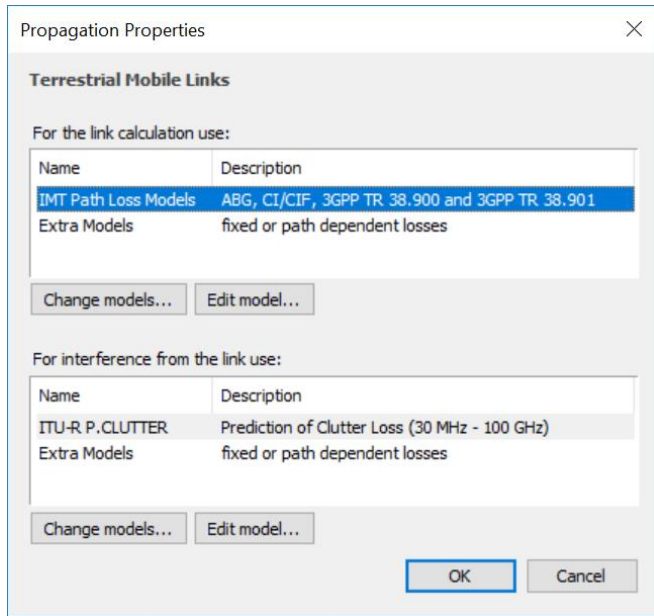 Propagation Properties
Terrestrial Mobile Links
For the link calculation use:
Name Description
IMT Path Loss Models ABG, CI/CIF, 3GPP TR 38.900 and 3GPP TR 38.901
Extra Models fixed or path dependent losses
Change models... Edit model...
For interference from the link use:
Name Description
ITU-R P.CLUTTER Prediction of Clutter Loss (30 MHz - 100 GHz)
Extra Models fixed or path dependent losses
Change models... Edit model...
OK Cancel